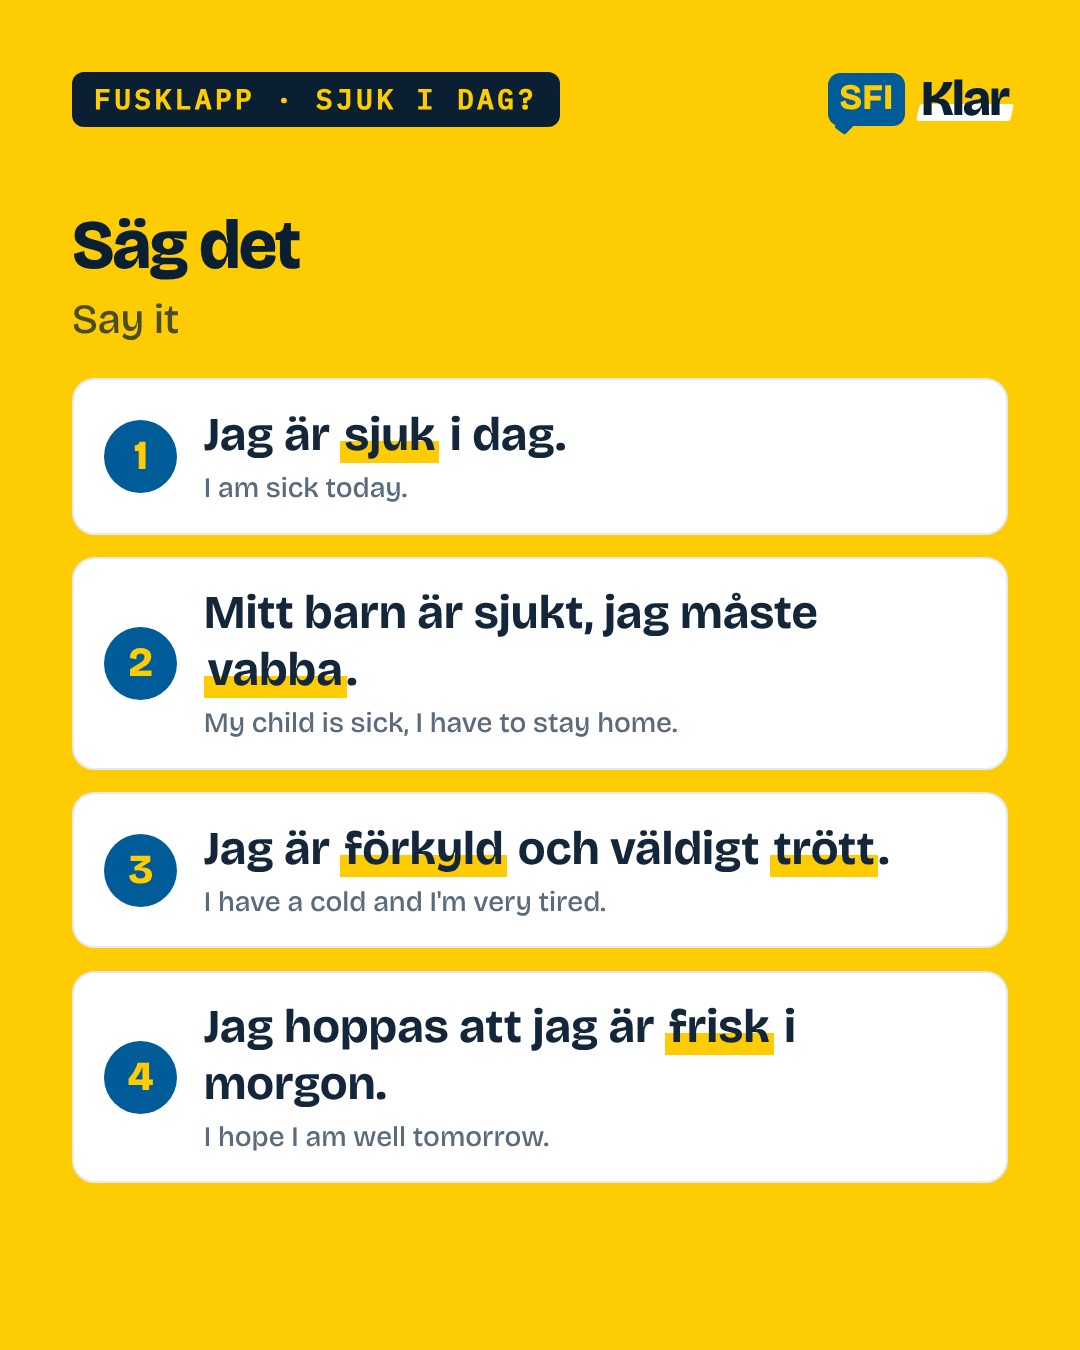 FUSKLAPP · SJUK I DAG?
SFI Klar
Säg det
Say it
1
Jag är sjuk i dag.
I am sick today.
2
Mitt barn är sjukt, jag måste
vabba.
My child is sick, I have to stay home.
3
Jag är förkyld och väldigt trött.
I have a cold and I'm very tired.
4
Jag hoppas att jag är frisk i
morgon.
I hope I am well tomorrow.